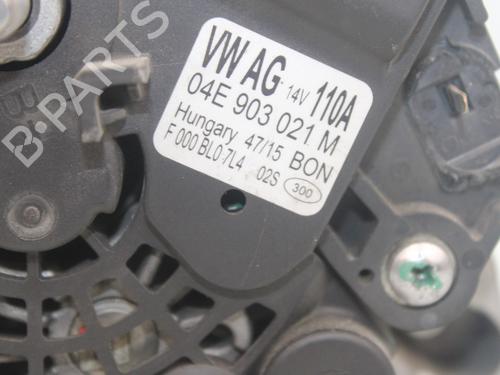 B-PARTS
VW AG 14V 110A
04E 903 021 M
Hungary 47/15 BON
F 000 BL0 7L4 02S 300